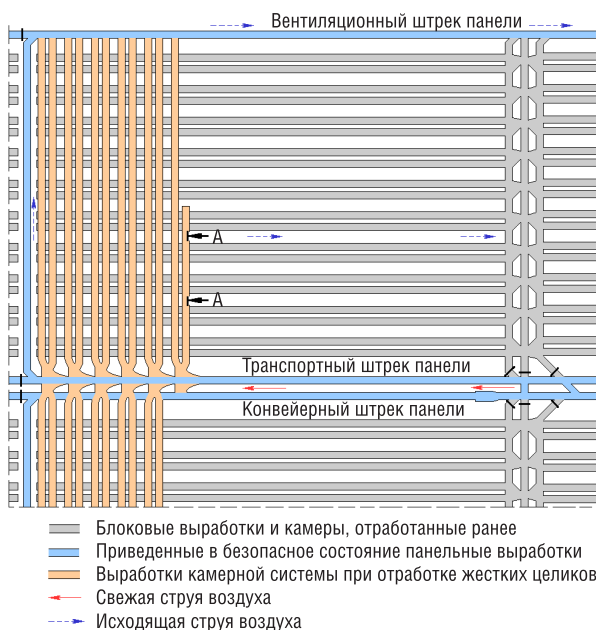 Вентиляционный штрек панели
А
А
Транспортный штрек панели
Конвейерный штрек панели
Блоковые выработки и камеры, отработанные ранее
Приведенные в безопасное состояние панельные выработки
Выработки камерной системы при отработке жестких целиков
Свежая струя воздуха
Исходящая струя воздуха